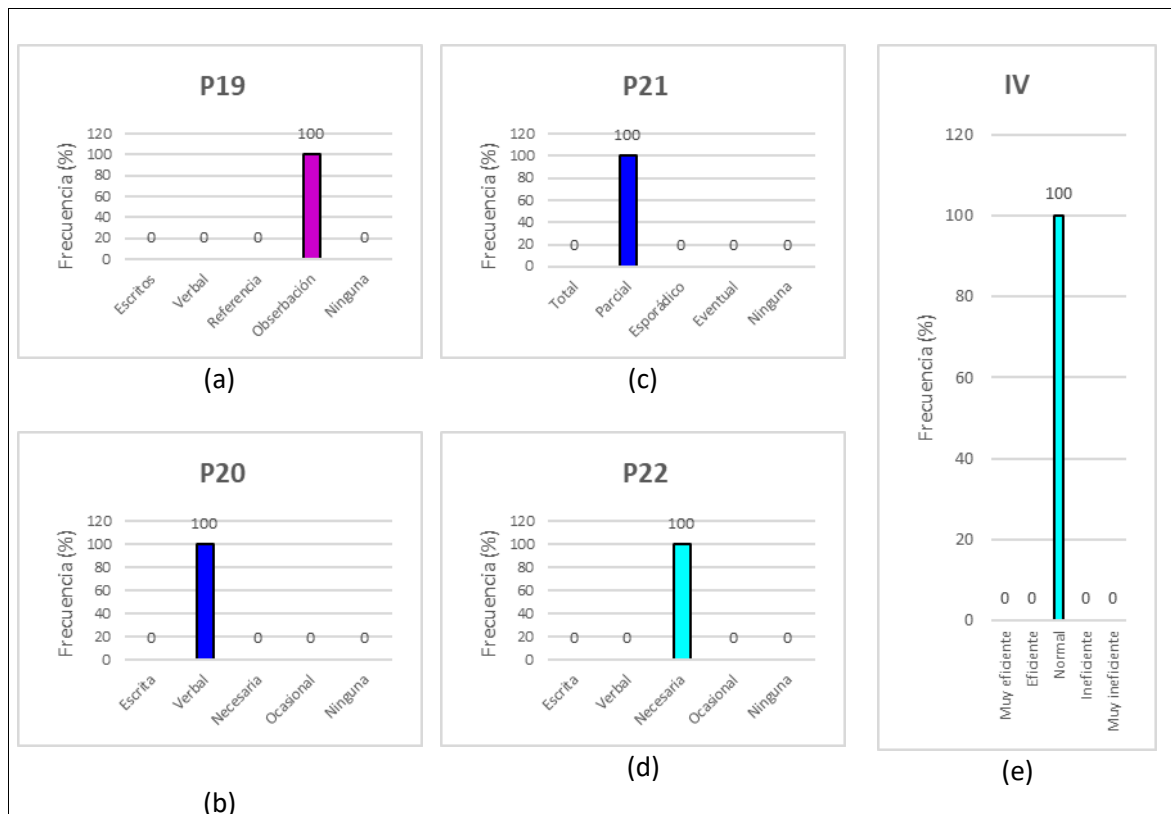 P19
Frecuencia (%)
120
100
80
60
40
20
0
0
0
0
100
0
Escritos
Verbal
Referencia
Obserbación
Ninguna
(a)
P21
Frecuencia (%)
120
100
80
60
40
20
0
0
100
0
0
0
Total
Parcial
Esporádico
Eventual
Ninguna
(c)
P20
Frecuencia (%)
120
100
80
60
40
20
0
0
100
0
0
0
Escrita
Verbal
Necesaria
Ocasional
Ninguna
(b)
P22
Frecuencia (%)
120
100
80
60
40
20
0
0
0
100
0
0
Escrita
Verbal
Necesaria
Ocasional
Ninguna
(d)
IV
Frecuencia (%)
120
100
80
60
40
20
0
0
0
100
0
0
Muy eficiente
Eficiente
Normal
Ineficiente
Muy ineficiente
(e)